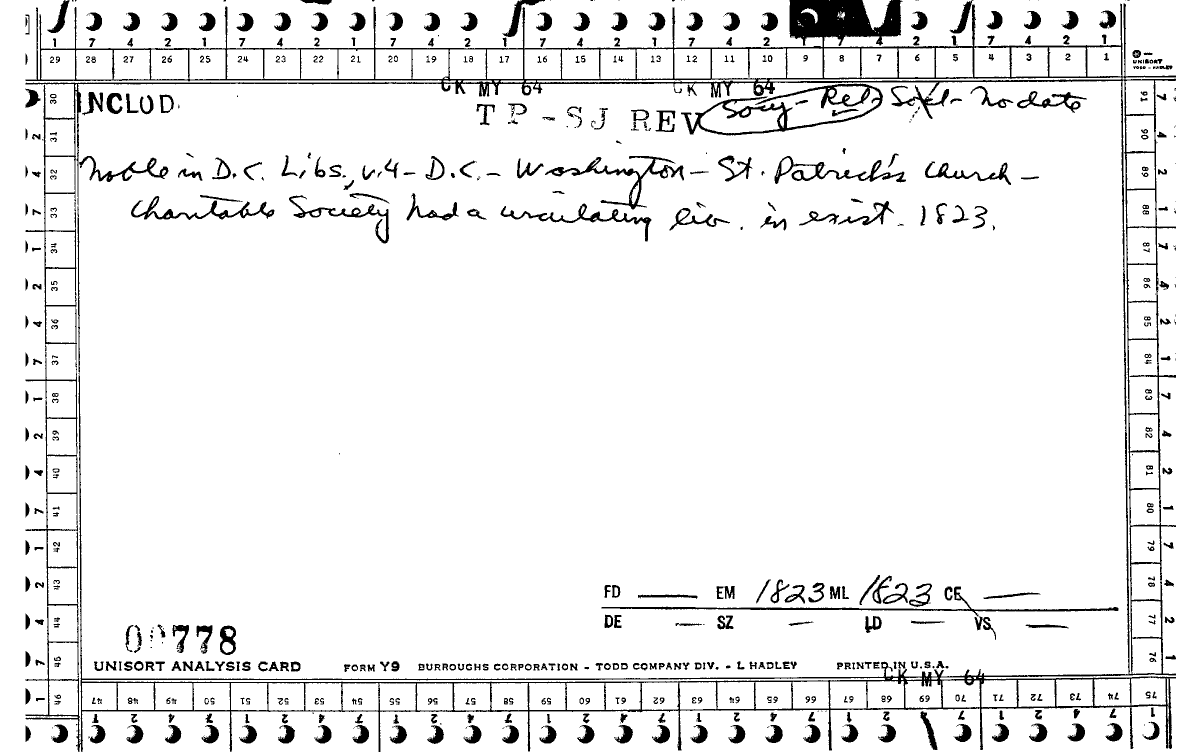 1 7 4 2 1 7 4 2 1 7 4 2 1 7 4 2 1 7 4 2 1 7 4 2 1 7 4 2 1
29 28 27 26 25 24 23 22 21 20 19 18 17 16 15 14 13 12 11 10 9 8 7 6 5 4 3 2 1
UNISORT
TODD - HADLEY
CK MY 64 CK MY 64
INCLUD.
TP-SJ REV Socy - Rel Socl - No date
Noble in D.C. Libs., v.4 - D.C. - Washington - St. Patrick's Church -
Charitable Society had a circulating lib. in exist. 1823.
30 31 32 33 34 35 36 37 38 39 40 41 42 43 44 45 46
91 90 89 88 87 86 85 84 83 82 81 80 79 78 77 76
FD — EM 1823 ML 1823 CE —
DE — SZ — LD — VS —
00778
UNISORT ANALYSIS CARD FORM Y9 BURROUGHS CORPORATION - TODD COMPANY DIV. - L HADLEY PRINTED IN U.S.A.
CK MY 64
47 48 49 50 51 52 53 54 55 56 57 58 59 60 61 62 63 64 65 66 67 68 69 70 71 72 73 74 75